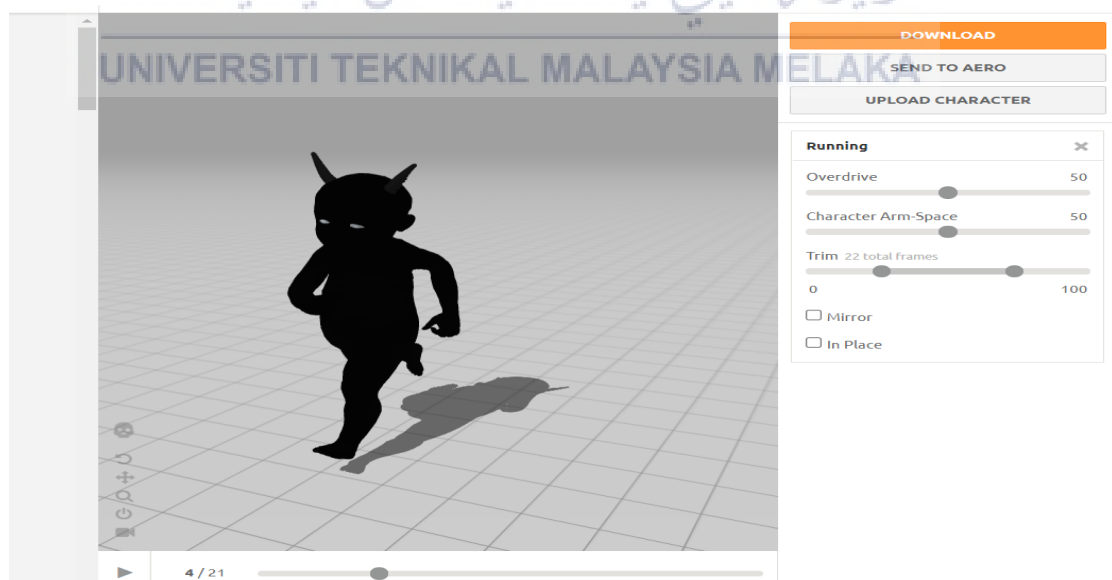 UNIVERSITI TEKNIKAL MALAYSIA MELAKA
DOWNLOAD
SEND TO AERO
UPLOAD CHARACTER
Running
Overdrive 50
Character Arm-Space 50
Trim 22 total frames
0 100
Mirror
In Place
4 / 21